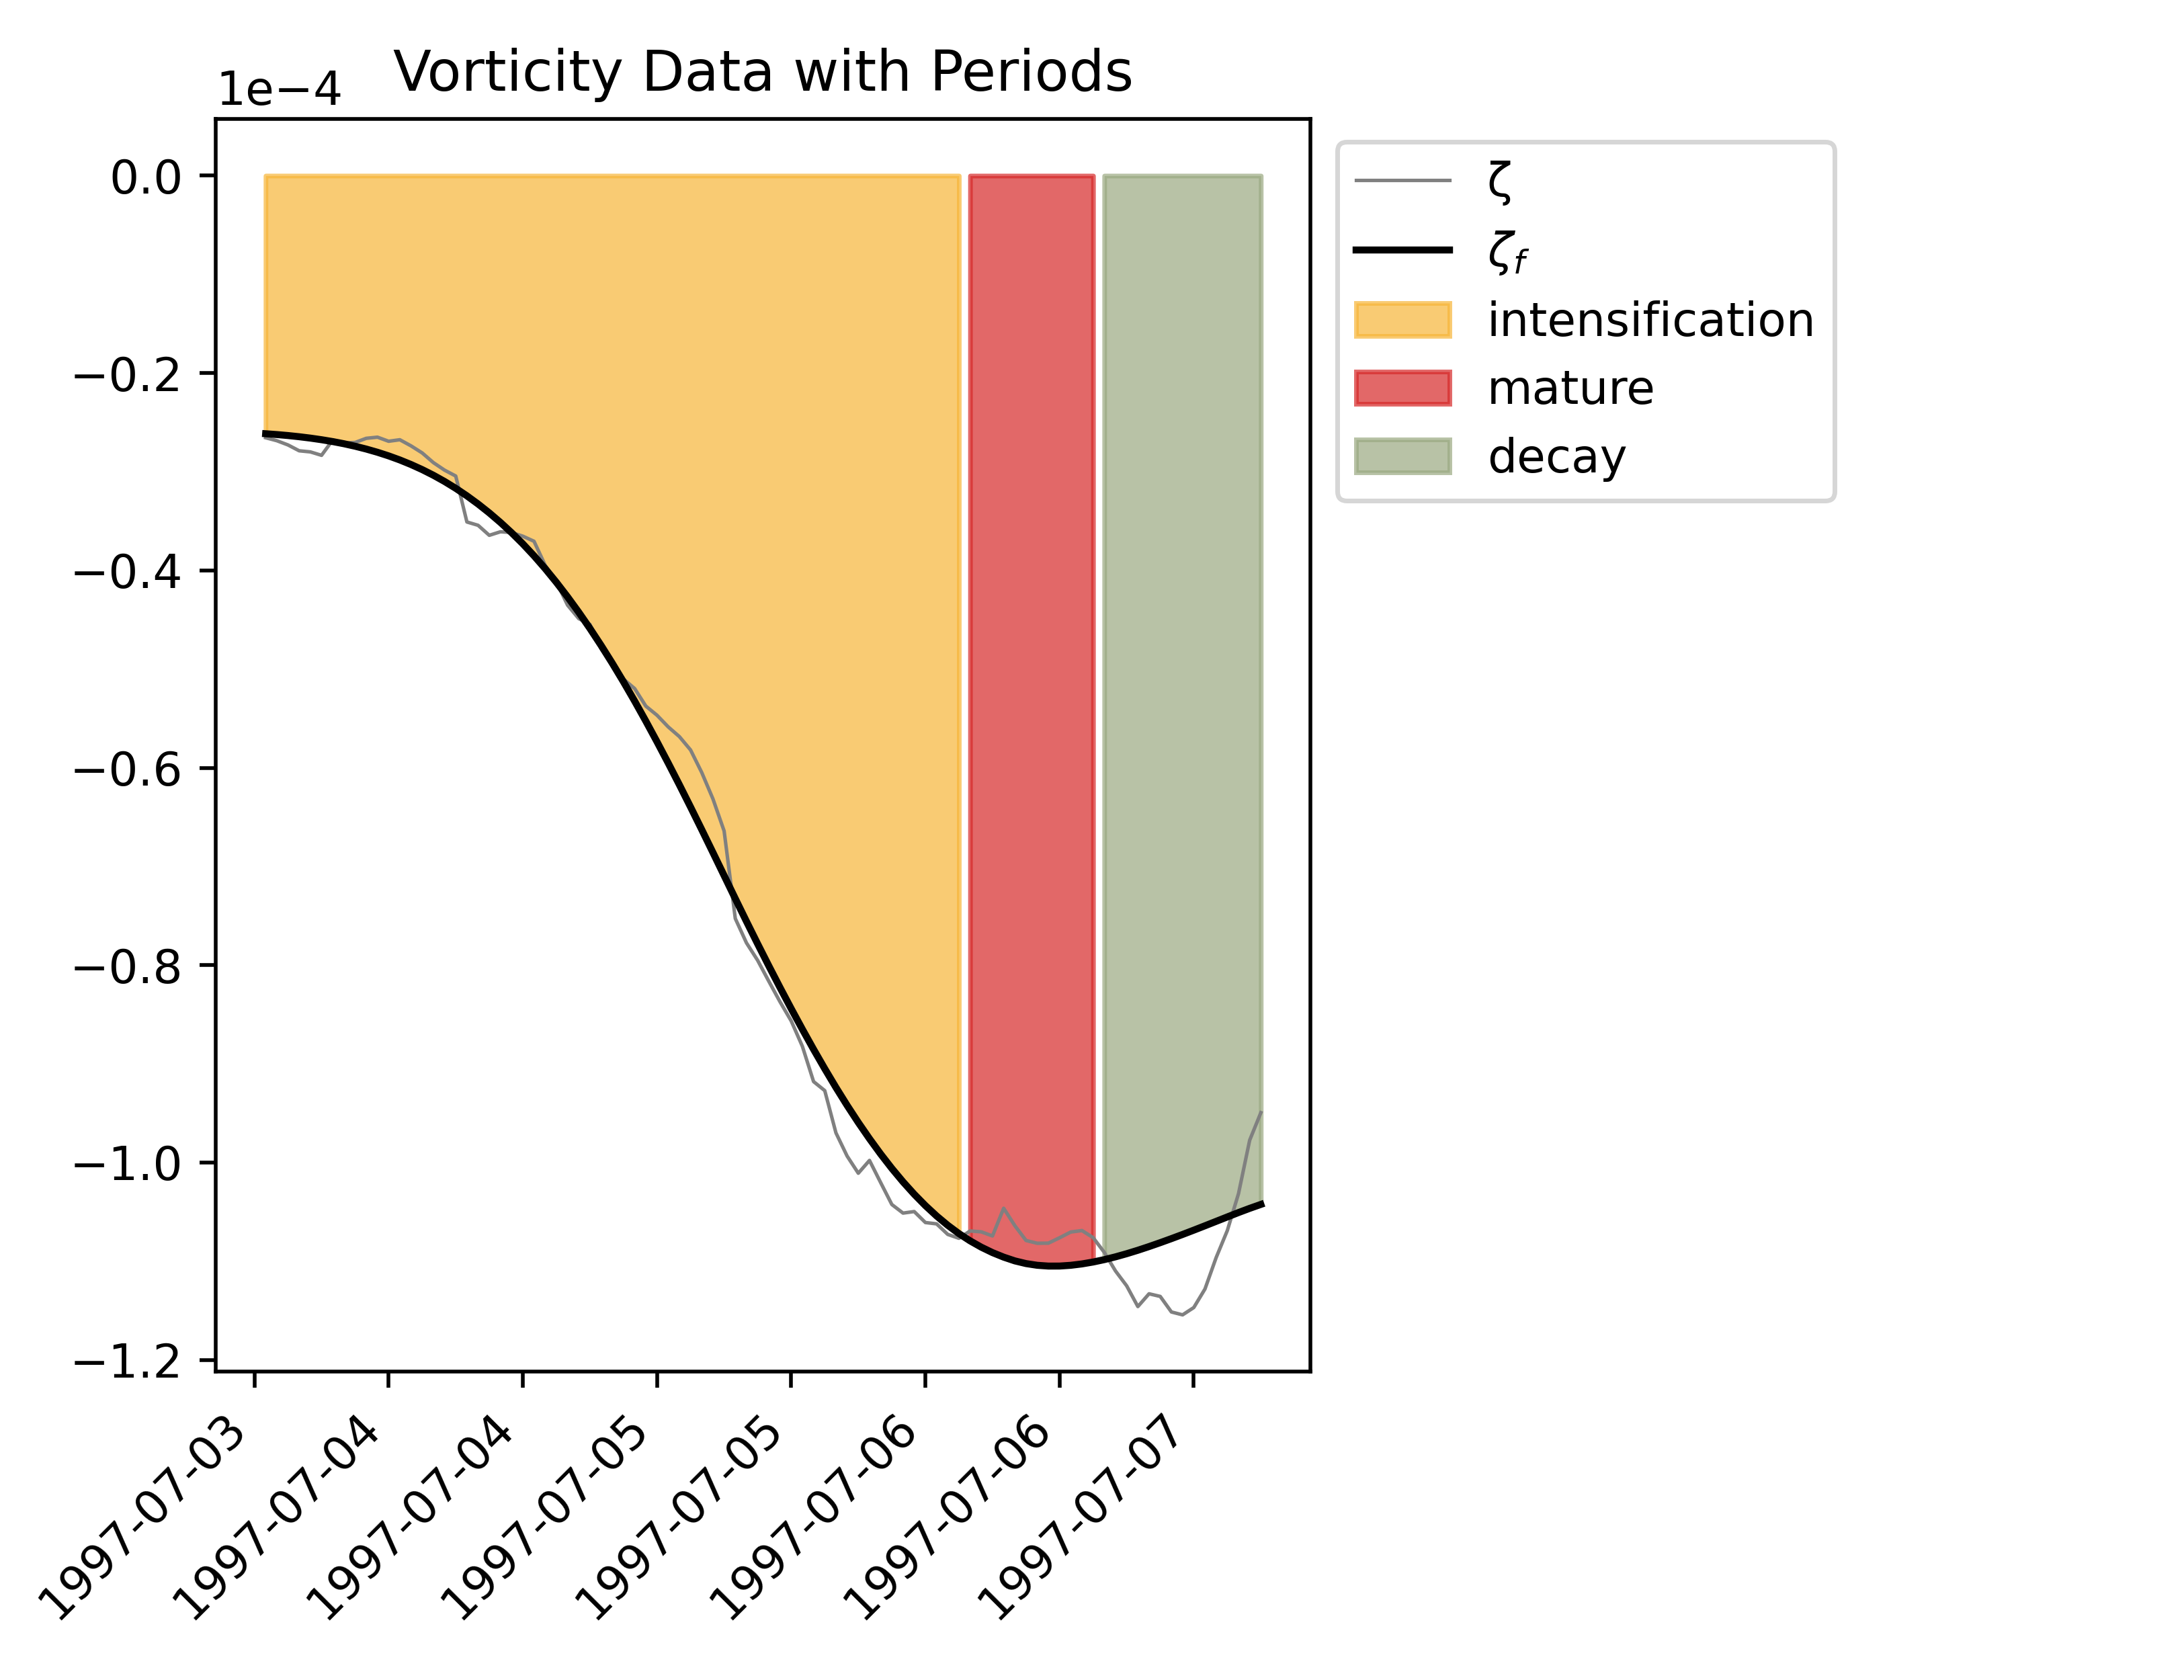 Vorticity Data with Periods
1e−4
0.0
−0.2
−0.4
−0.6
−0.8
−1.0
−1.2
1997-07-03
1997-07-04
1997-07-04
1997-07-05
1997-07-05
1997-07-06
1997-07-06
1997-07-07
ζ
ζf
intensification
mature
decay